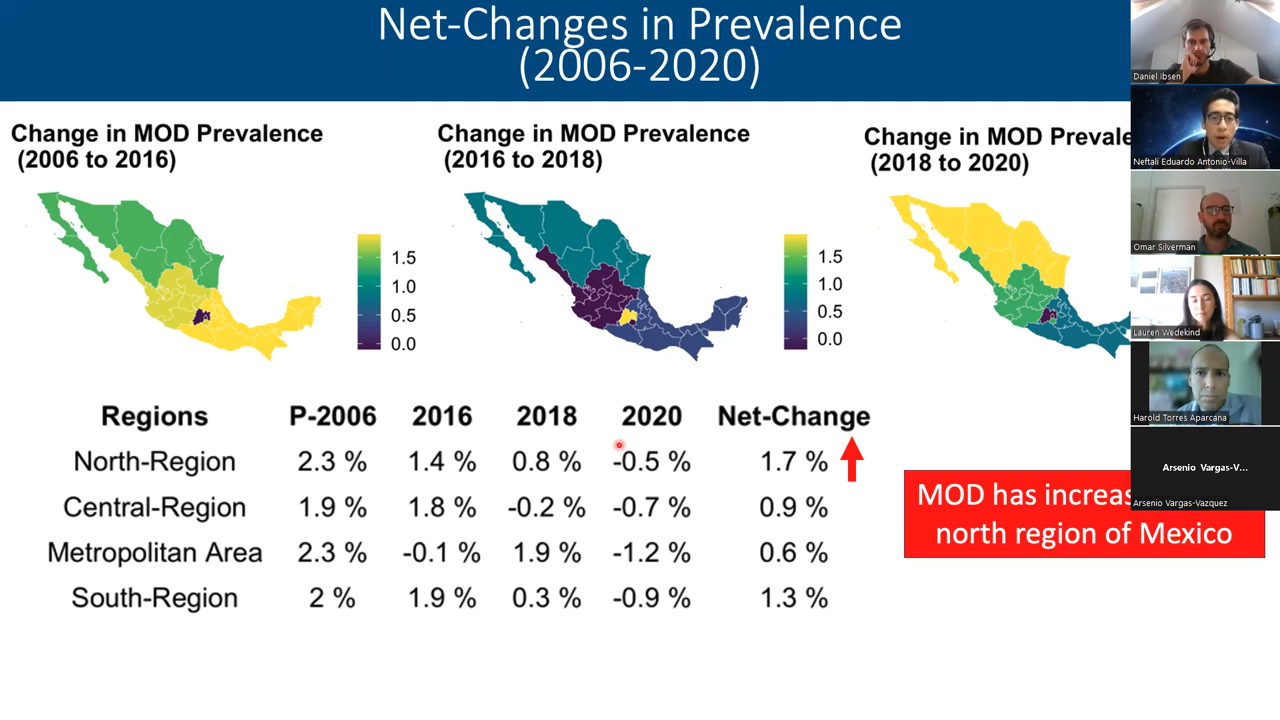 Net-Changes in Prevalence
(2006-2020)
Change in MOD Prevalence
(2006 to 2016)
1.5
1.0
0.5
0.0
Change in MOD Prevalence
(2016 to 2018)
1.5
1.0
0.5
0.0
Change in MOD
(2018 to 2020)
Regions P-2006 2016 2018 2020 Net-Change
North-Region 2.3 % 1.4 % 0.8 % -0.5 % 1.7 %
Central-Region 1.9 % 1.8 % -0.2 % -0.7 % 0.9 %
Metropolitan Area 2.3 % -0.1 % 1.9 % -1.2 % 0.6 %
South-Region 2 % 1.9 % 0.3 % -0.9 % 1.3 %
MOD has
north region of Mexico
Daniel Ibsen
Neftali Eduardo Antonio-Villa
Omar Silverman
Lauren Wedekind
Harold Torres Aparcana
Arsenio Vargas-V...
Arsenio Vargas-Vazquez